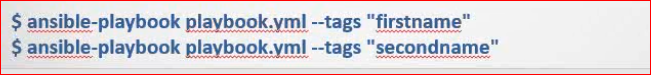 $ ansible-playbook playbook.yml --tags "firstname"
$ ansible-playbook playbook.yml --tags "secondname"